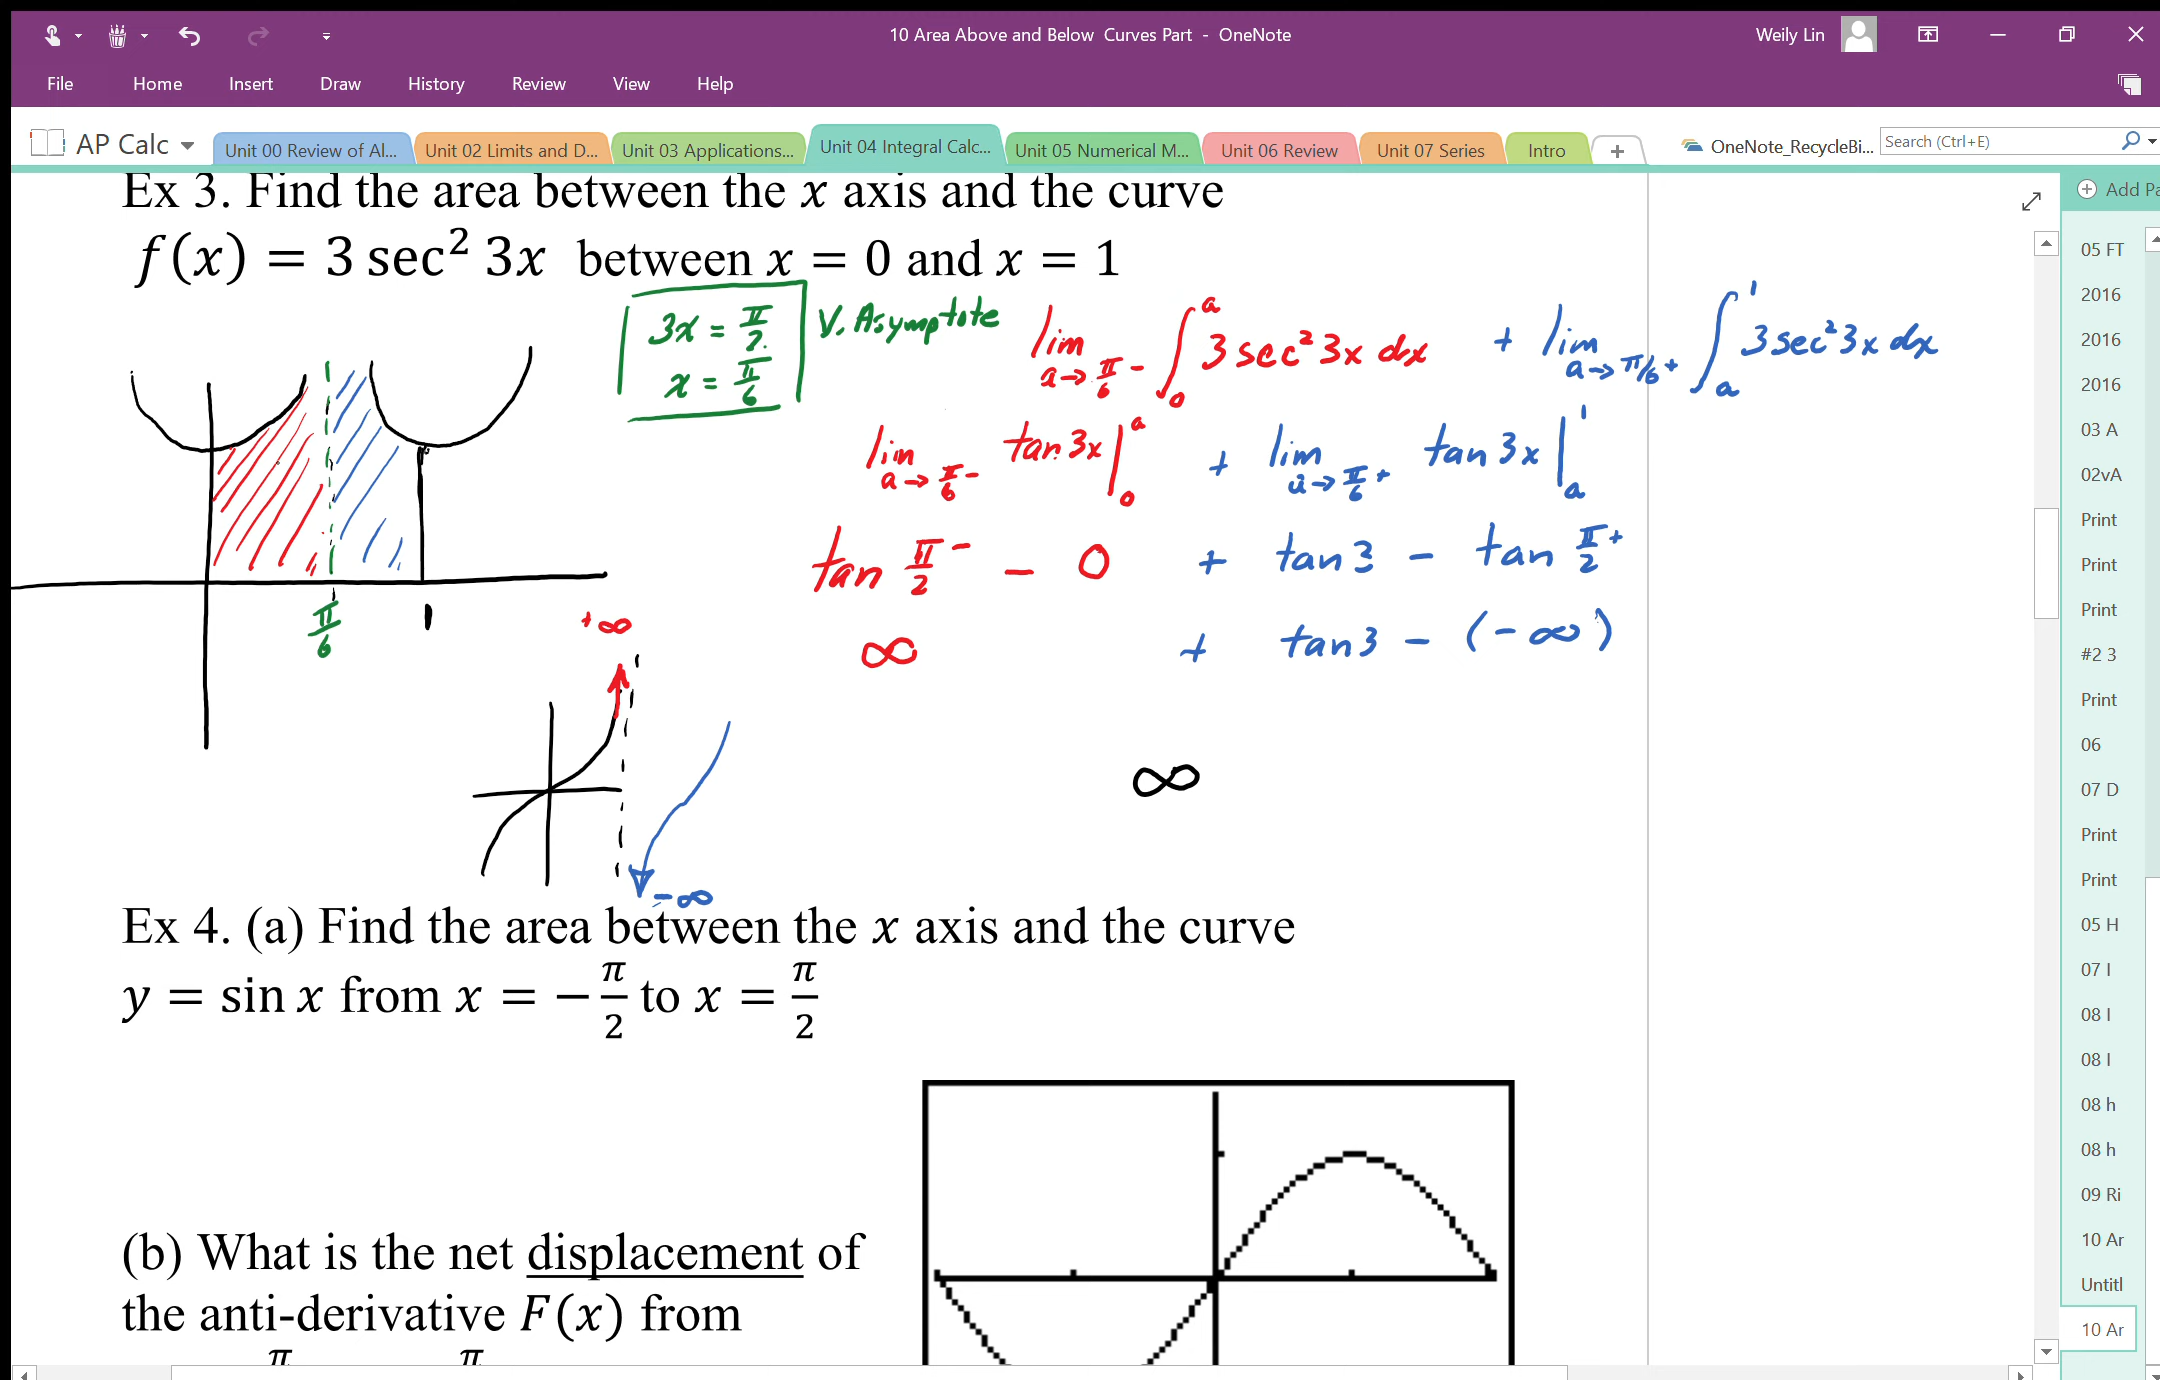 10 Area Above and Below Curves Part - OneNote
Weily Lin
File Home Insert Draw History Review View Help
AP Calc
Unit 00 Review of Al... Unit 02 Limits and D... Unit 03 Applications... Unit 04 Integral Calc... Unit 05 Numerical M... Unit 06 Review Unit 07 Series Intro +
OneNote_RecycleBi...
Search (Ctrl+E)
Ex 3. Find the area between the x axis and the curve
f(x) = 3 sec² 3x between x = 0 and x = 1
3x = π/2
x = π/6
V. Asymptote
lim a→π/6⁻ ∫₀ᵃ 3 sec² 3x dx + lim a→π/6⁺ ∫ₐ¹ 3 sec² 3x dx
lim a→π/6⁻ tan 3x |₀ᵃ + lim a→π/6⁺ tan 3x |ₐ¹
tan π/2⁻ - 0 + tan 3 - tan π/2⁺
∞ + tan 3 - (-∞)
∞
π/6
1
+∞
-∞
Ex 4. (a) Find the area between the x axis and the curve
y = sin x from x = −π/2 to x = π/2
(b) What is the net displacement of
the anti-derivative F(x) from
π π
Add Pa
05 FT
2016
2016
2016
03 A
02vA
Print
Print
Print
#2 3
Print
06
07 D
Print
Print
05 H
07 I
08 I
08 I
08 h
08 h
09 Ri
10 Ar
Untitl
10 Ar